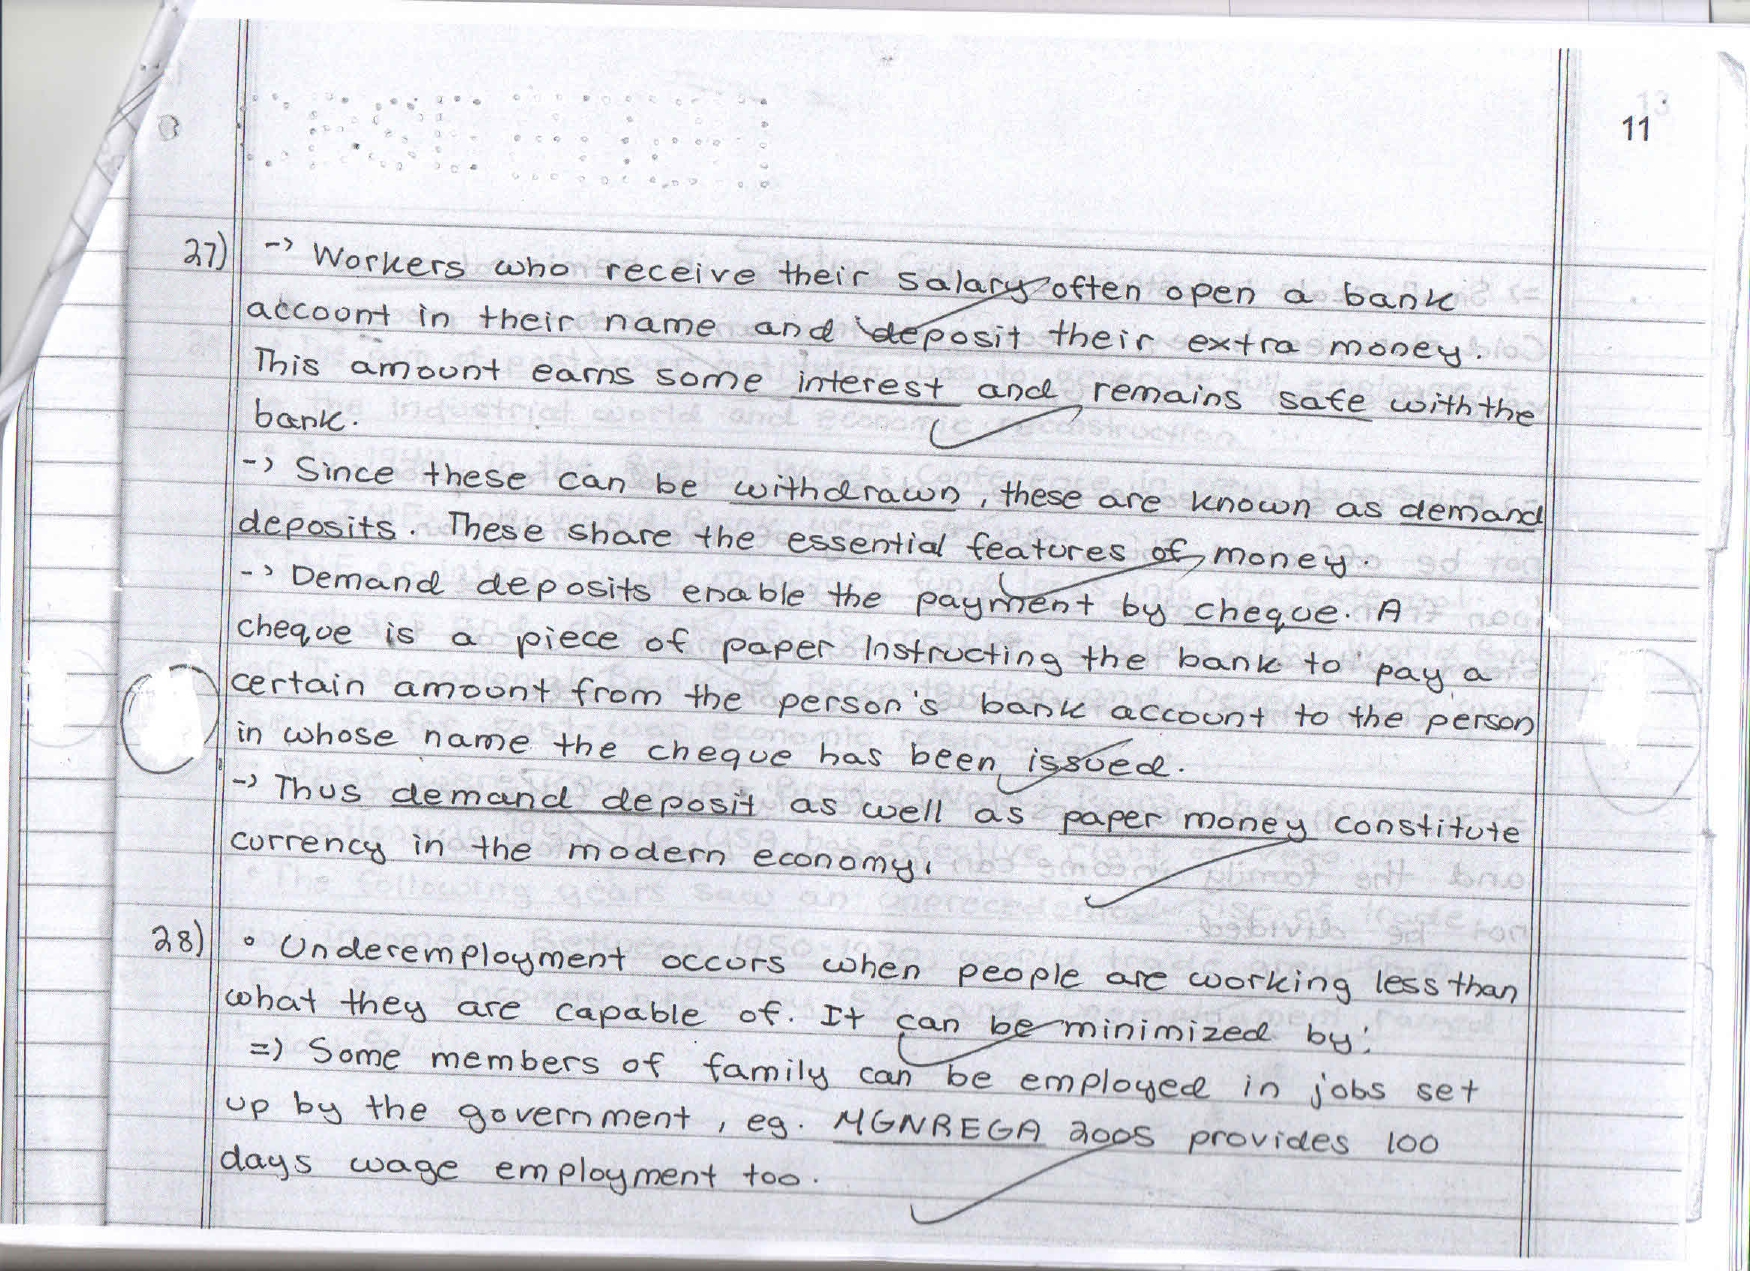 11
27) -> Workers who receive their salary often open a bank
account in their name and deposit their extra money.
This amount earns some interest and remains safe with the
bank.
-> Since these can be withdrawn, these are known as demand
deposits. These share the essential features of money.
-> Demand deposits enable the payment by cheque. A
cheque is a piece of paper Instructing the bank to pay a
certain amount from the person's bank account to the person
in whose name the cheque has been issued.
-> Thus demand deposit as well as paper money constitute
currency in the modern economy.
28) • Underemployment occurs when people are working less than
what they are capable of. It can be minimized by:
=) Some members of family can be employed in jobs set
up by the government, eg. MGNREGA 2005 provides 100
days wage employment too.